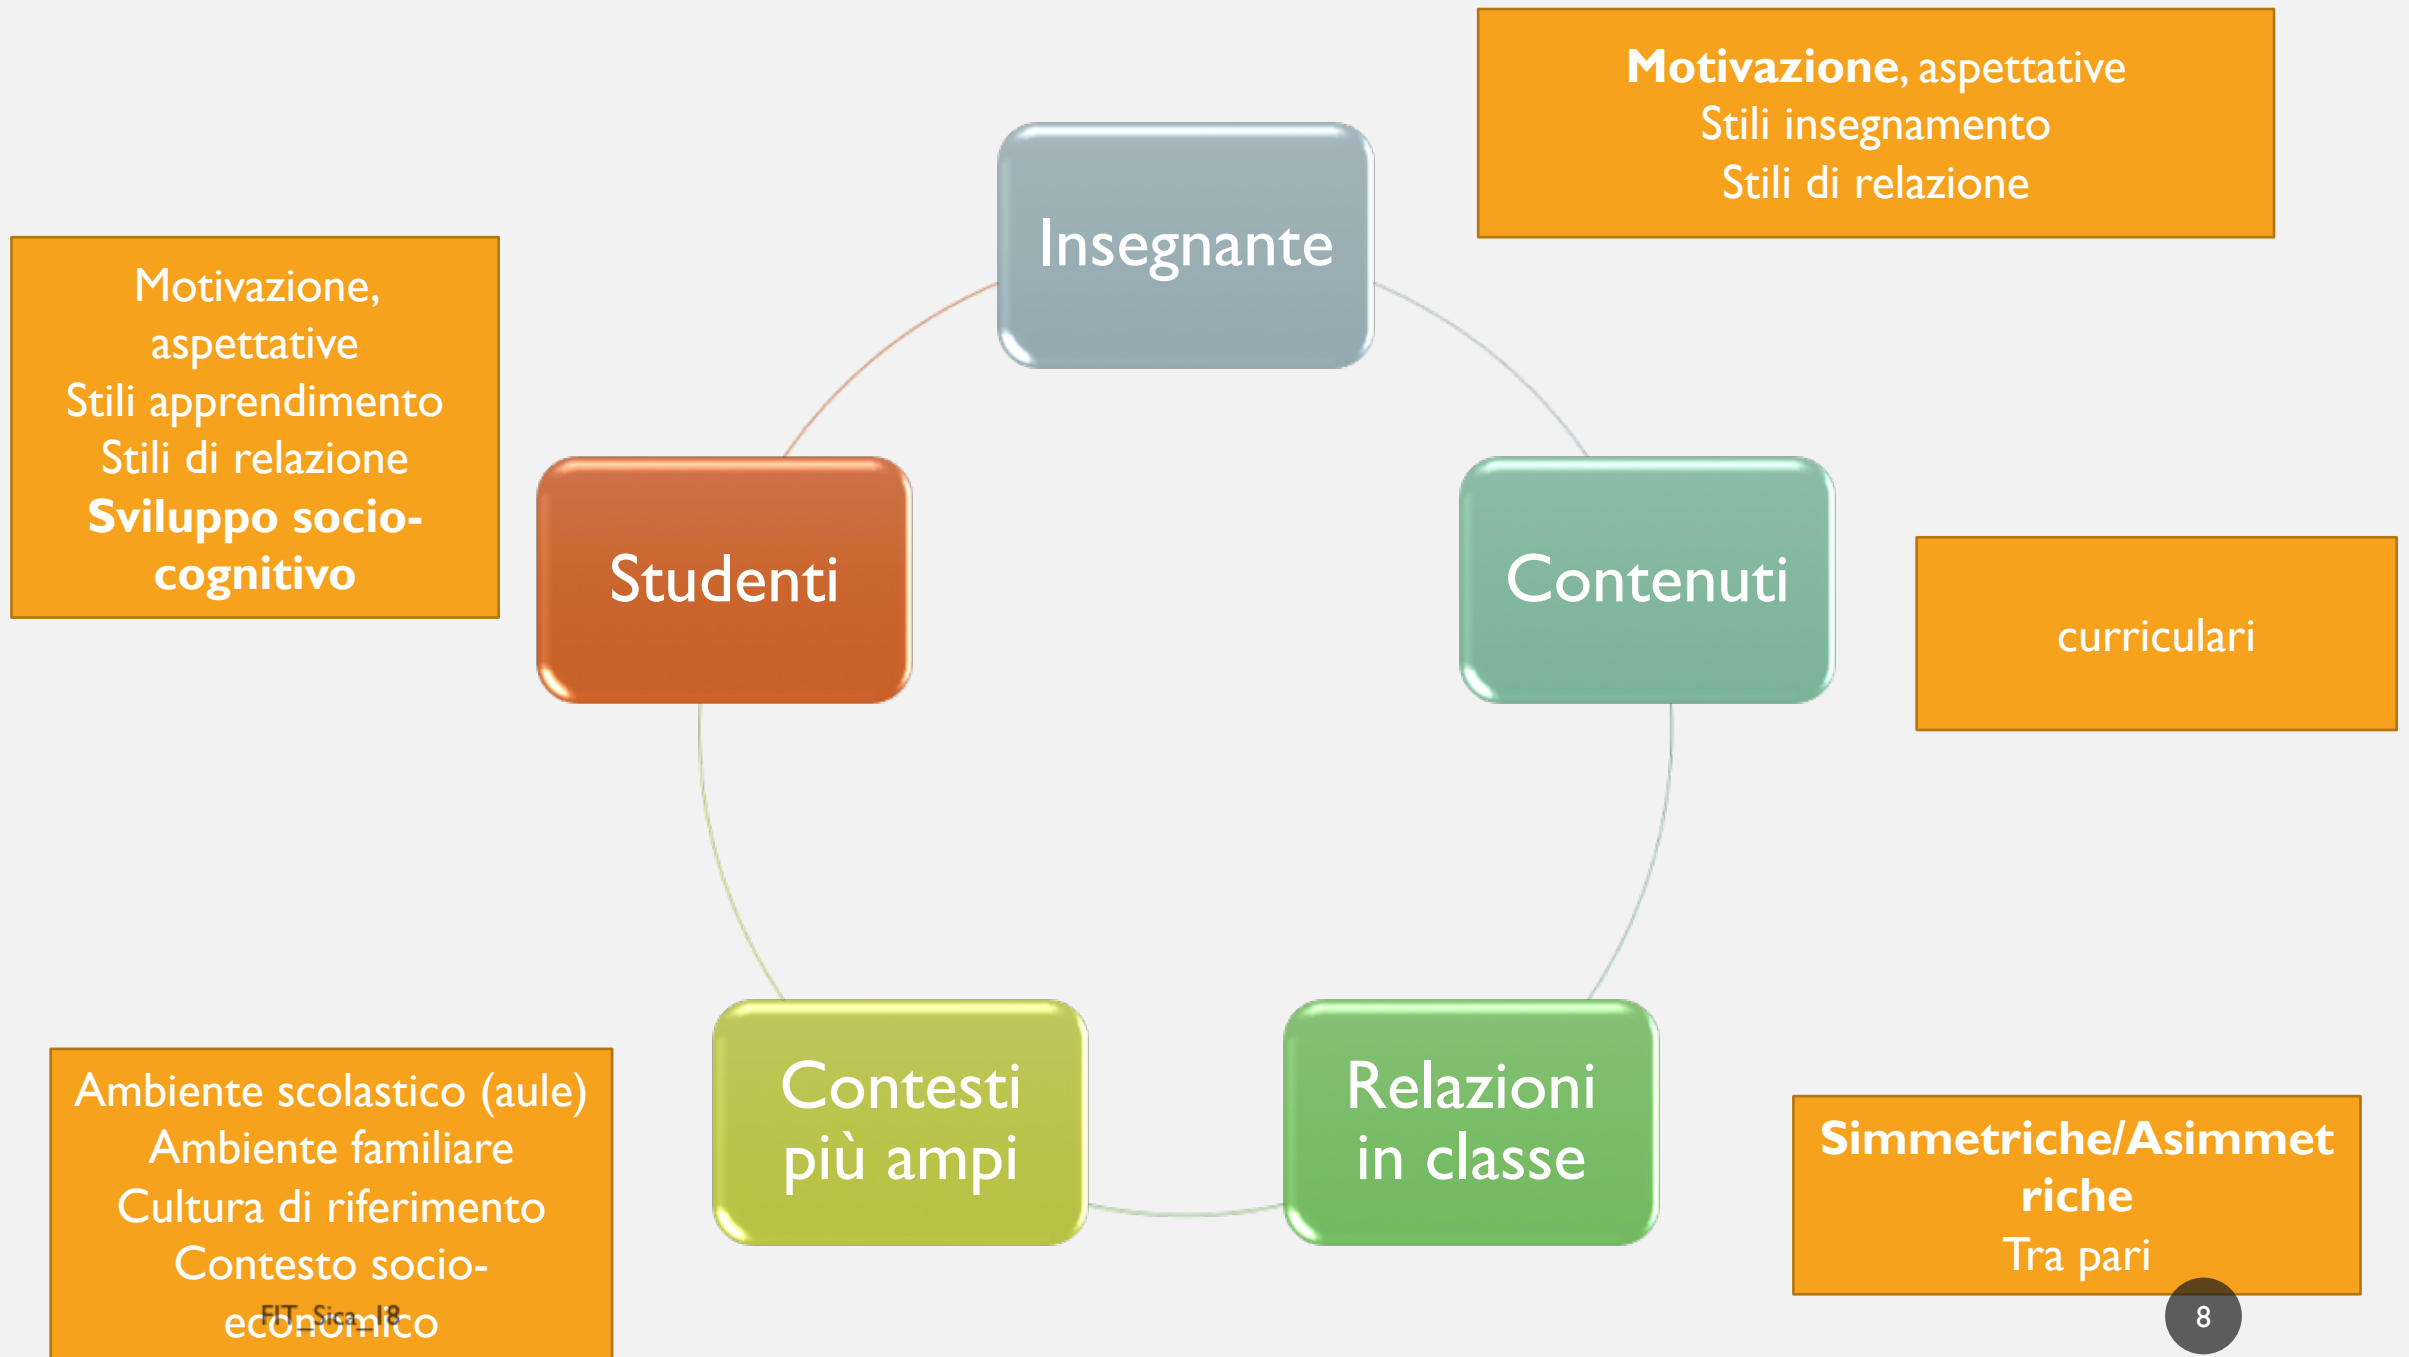 Motivazione, aspettative
Stili insegnamento
Stili di relazione
Insegnante
Motivazione,
aspettative
Stili apprendimento
Stili di relazione
Sviluppo socio-
cognitivo
Studenti
Contenuti
curriculari
Contesti
più ampi
Relazioni
in classe
Ambiente scolastico (aule)
Ambiente familiare
Cultura di riferimento
Contesto socio-
economico
Simmetriche/Asimmet
riche
Tra pari
FIT_Sica_18
8